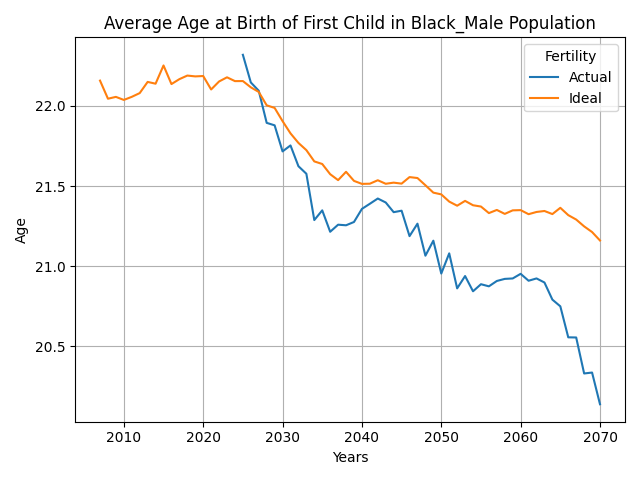 Average Age at Birth of First Child in Black_Male Population
Fertility
Actual
Ideal
22.0
21.5
21.0
20.5
Age
2010 2020 2030 2040 2050 2060 2070
Years